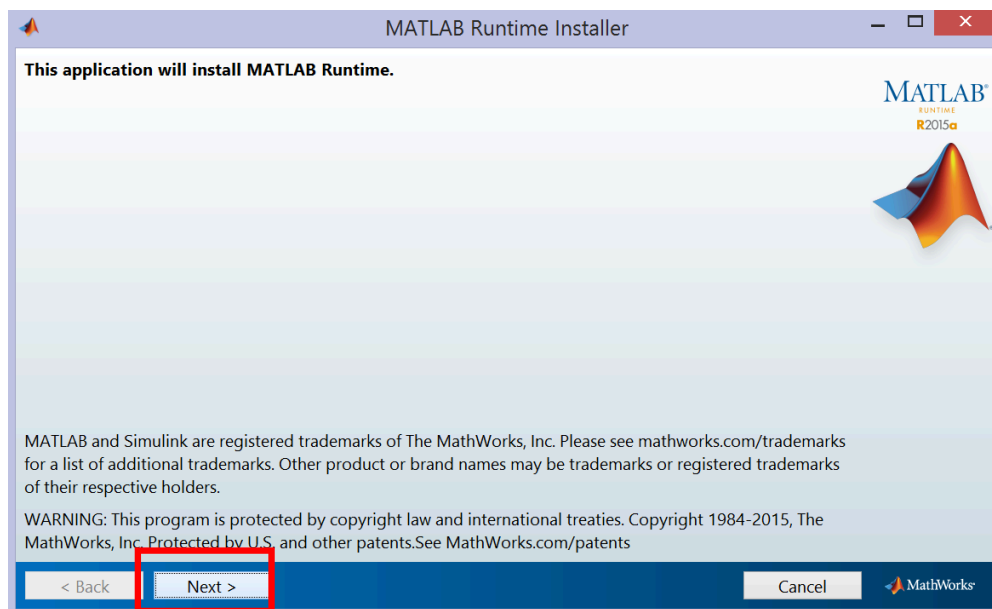 MATLAB Runtime Installer
This application will install MATLAB Runtime.
MATLAB®
RUNTIME
R2015a
MATLAB and Simulink are registered trademarks of The MathWorks, Inc. Please see mathworks.com/trademarks
for a list of additional trademarks. Other product or brand names may be trademarks or registered trademarks
of their respective holders.
WARNING: This program is protected by copyright law and international treaties. Copyright 1984-2015, The
MathWorks, Inc. Protected by U.S. and other patents.See MathWorks.com/patents
< Back Next > Cancel MathWorks®